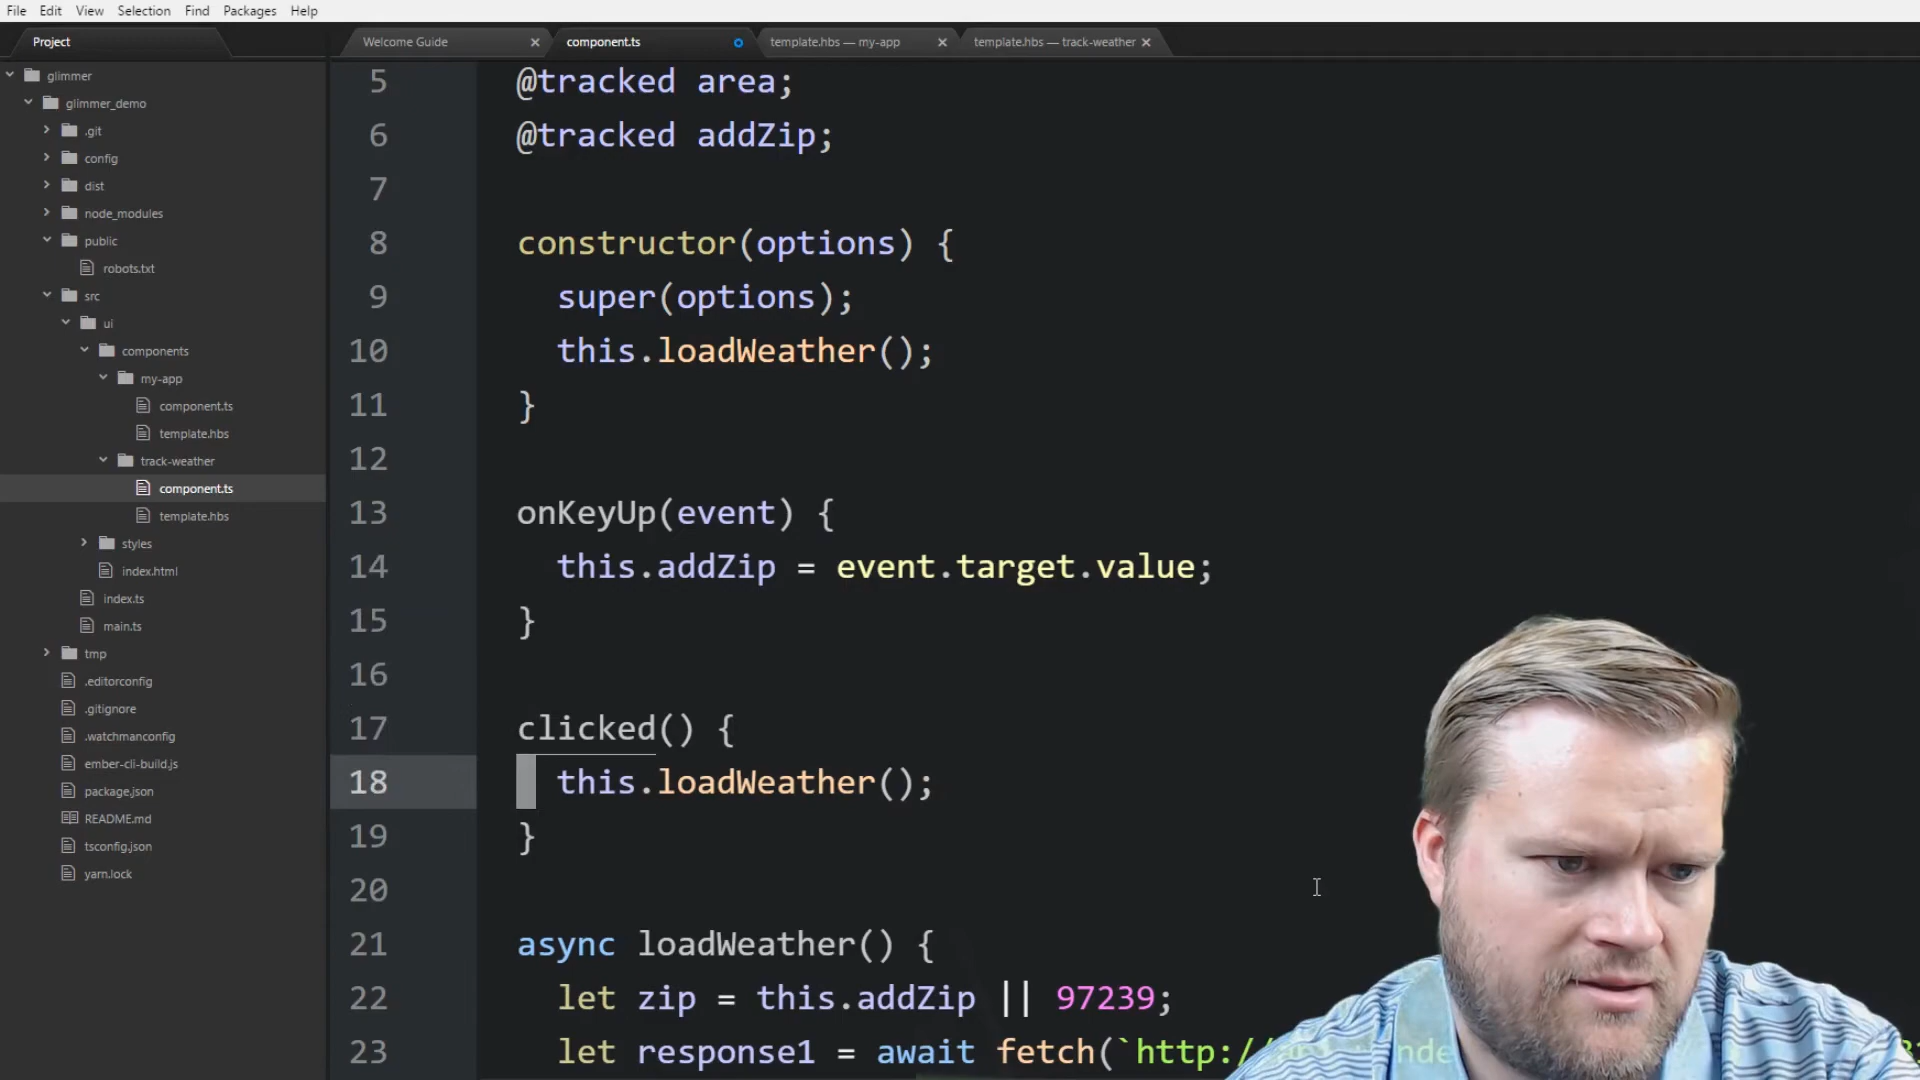 File Edit View Selection Find Packages Help
Project
Welcome Guide
component.ts
template.hbs — my-app
template.hbs — track-weather
glimmer
glimmer_demo
.git
config
dist
node_modules
public
robots.txt
src
ui
components
my-app
component.ts
template.hbs
track-weather
component.ts
template.hbs
styles
index.html
index.ts
main.ts
tmp
.editorconfig
.gitignore
.watchmanconfig
ember-cli-build.js
package.json
README.md
tsconfig.json
yarn.lock
5 @tracked area;
6 @tracked addZip;
7
8 constructor(options) {
9 super(options);
10 this.loadWeather();
11 }
12
13 onKeyUp(event) {
14 this.addZip = event.target.value;
15 }
16
17 clicked() {
18 this.loadWeather();
19 }
20
21 async loadWeather() {
22 let zip = this.addZip || 97239;
23 let response1 = await fetch(`http://